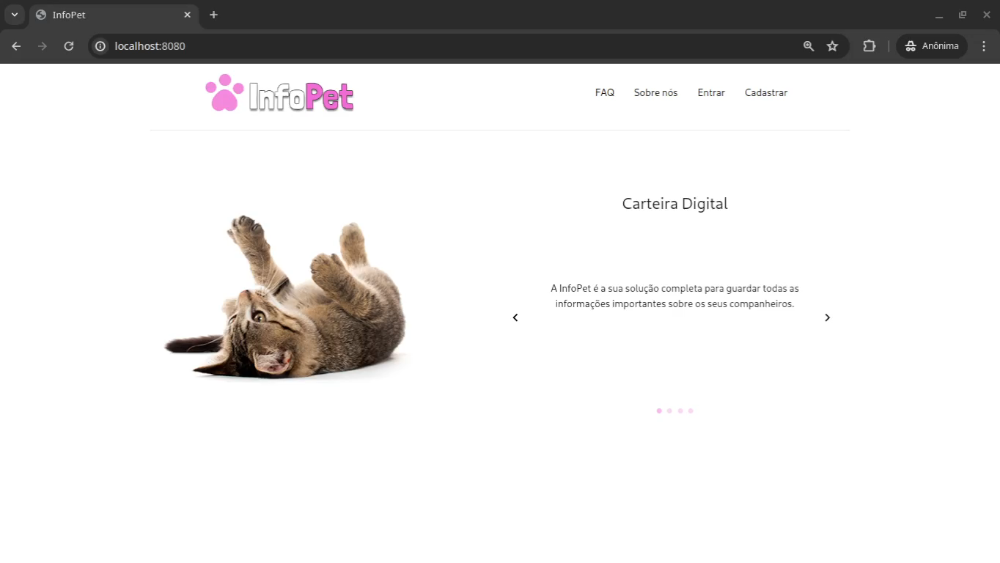 InfoPet
localhost:8080
Anônima
InfoPet
FAQ
Sobre nós
Entrar
Cadastrar
Carteira Digital
A InfoPet é a sua solução completa para guardar todas as
informações importantes sobre os seus companheiros.